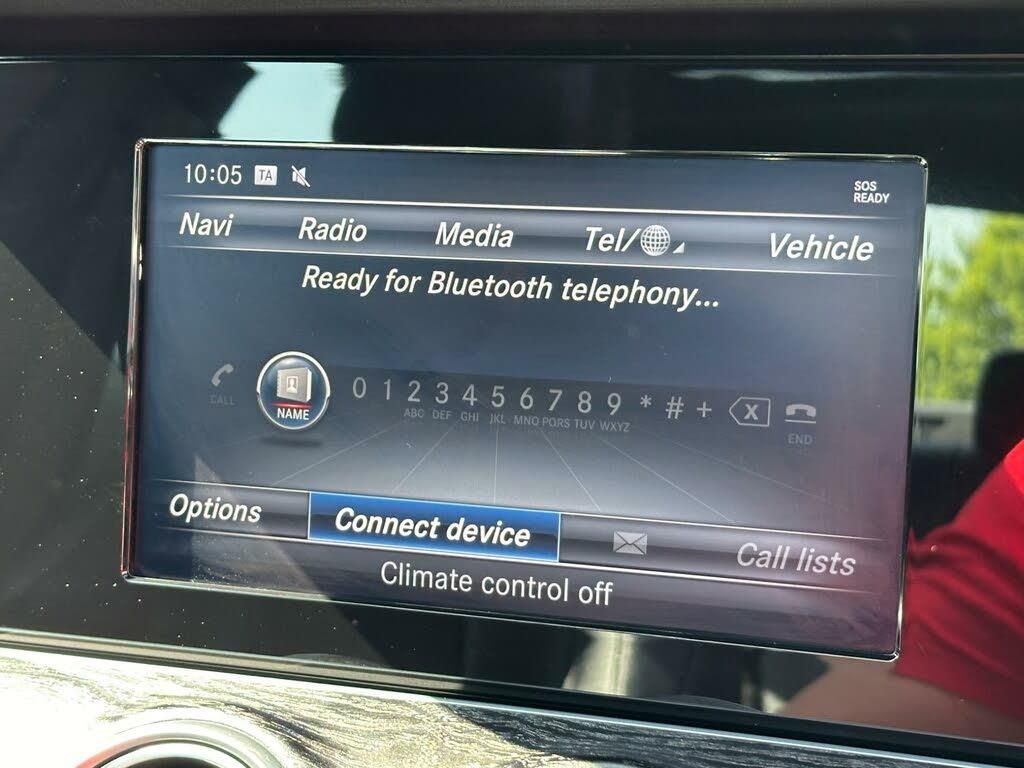 10:05 TA
SOS
READY
Navi Radio Media Tel/ Vehicle
Ready for Bluetooth telephony...
CALL NAME 0 1 2 3 4 5 6 7 8 9 * # + X END
ABC DEF GHI JKL MNO PQRS TUV WXYZ
Options Connect device Call lists
Climate control off